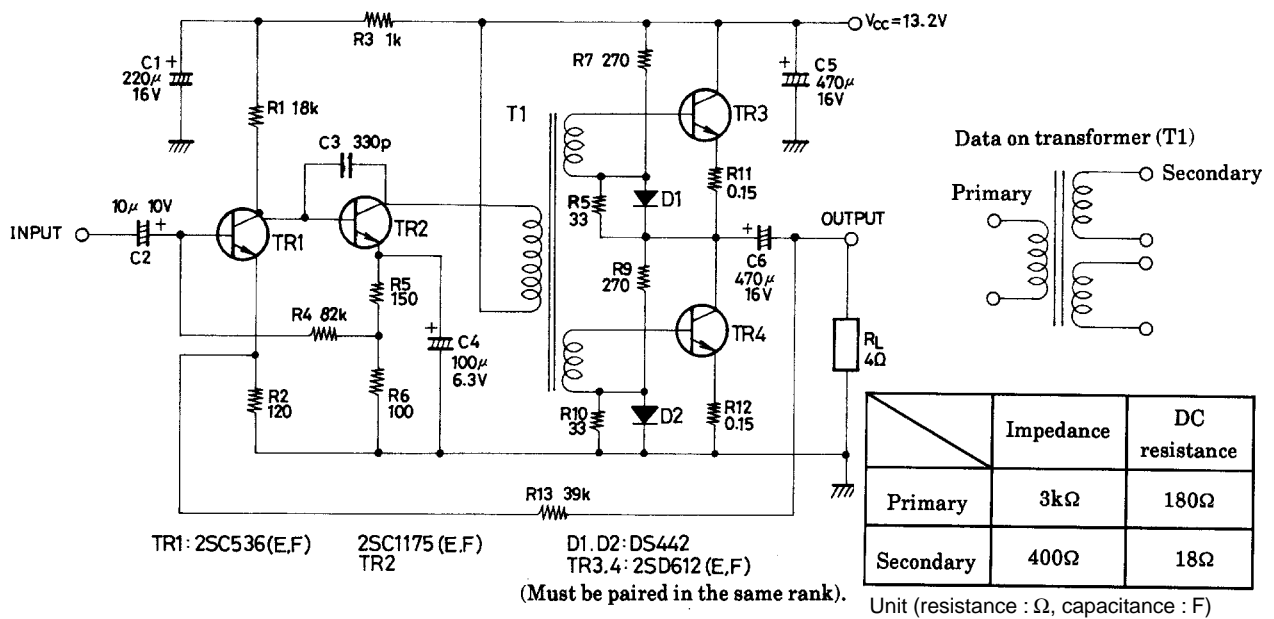 Vcc=13.2V
R3 1k
C1 +
220μ
16V
R1 18k
R7 270
+ C5
470μ
16V
T1
TR3
C3 330p
R11
0.15
D1
R5
33
10μ 10V
+
INPUT
C2
TR1
TR2
OUTPUT
+
C6
470μ
16V
R9
270
R5
150
R4 82k
+
C4
100μ
6.3V
TR4
RL
4Ω
R2
120
R6
100
R10
33
D2
R12
0.15
R13 39k
TR1: 2SC536(E,F)
2SC1175(E,F)
TR2
D1.D2: DS442
TR3.4: 2SD612(E,F)
(Must be paired in the same rank).
Data on transformer (T1)
Primary
Secondary
Impedance
DC
resistance
Primary
3kΩ
180Ω
Secondary
400Ω
18Ω
Unit (resistance : Ω, capacitance : F)